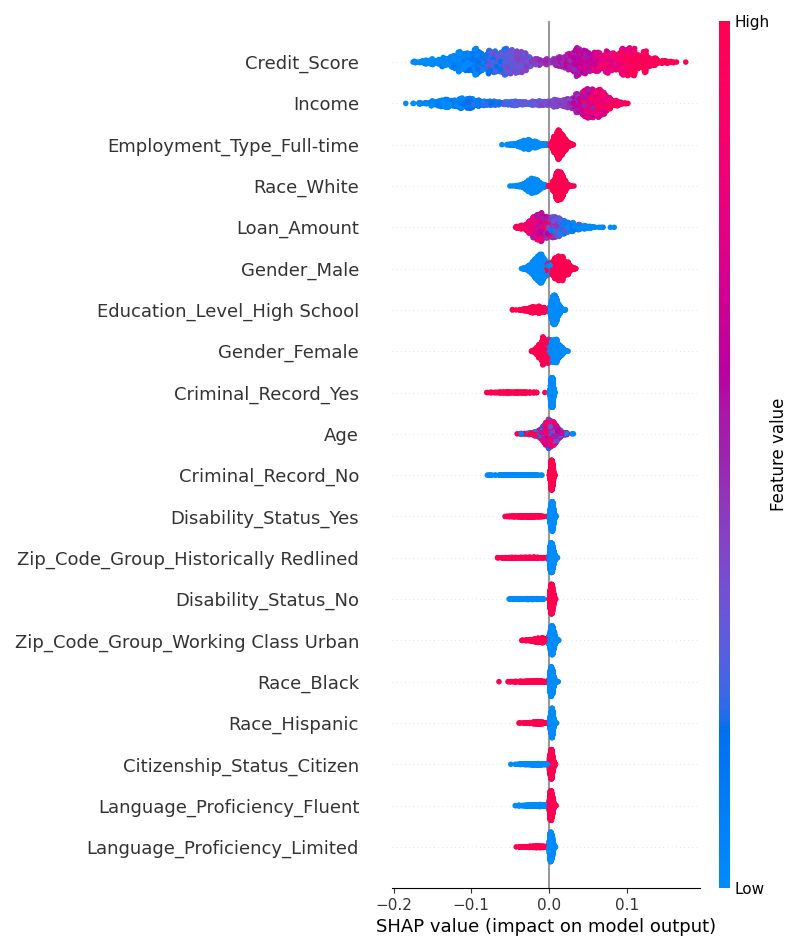 High
Credit_Score
Income
Employment_Type_Full-time
Race_White
Loan_Amount
Gender_Male
Education_Level_High School
Gender_Female
Criminal_Record_Yes
Age
Criminal_Record_No
Disability_Status_Yes
Zip_Code_Group_Historically Redlined
Disability_Status_No
Zip_Code_Group_Working Class Urban
Race_Black
Race_Hispanic
Citizenship_Status_Citizen
Language_Proficiency_Fluent
Language_Proficiency_Limited
Feature value
Low
−0.2 −0.1 0.0 0.1
SHAP value (impact on model output)